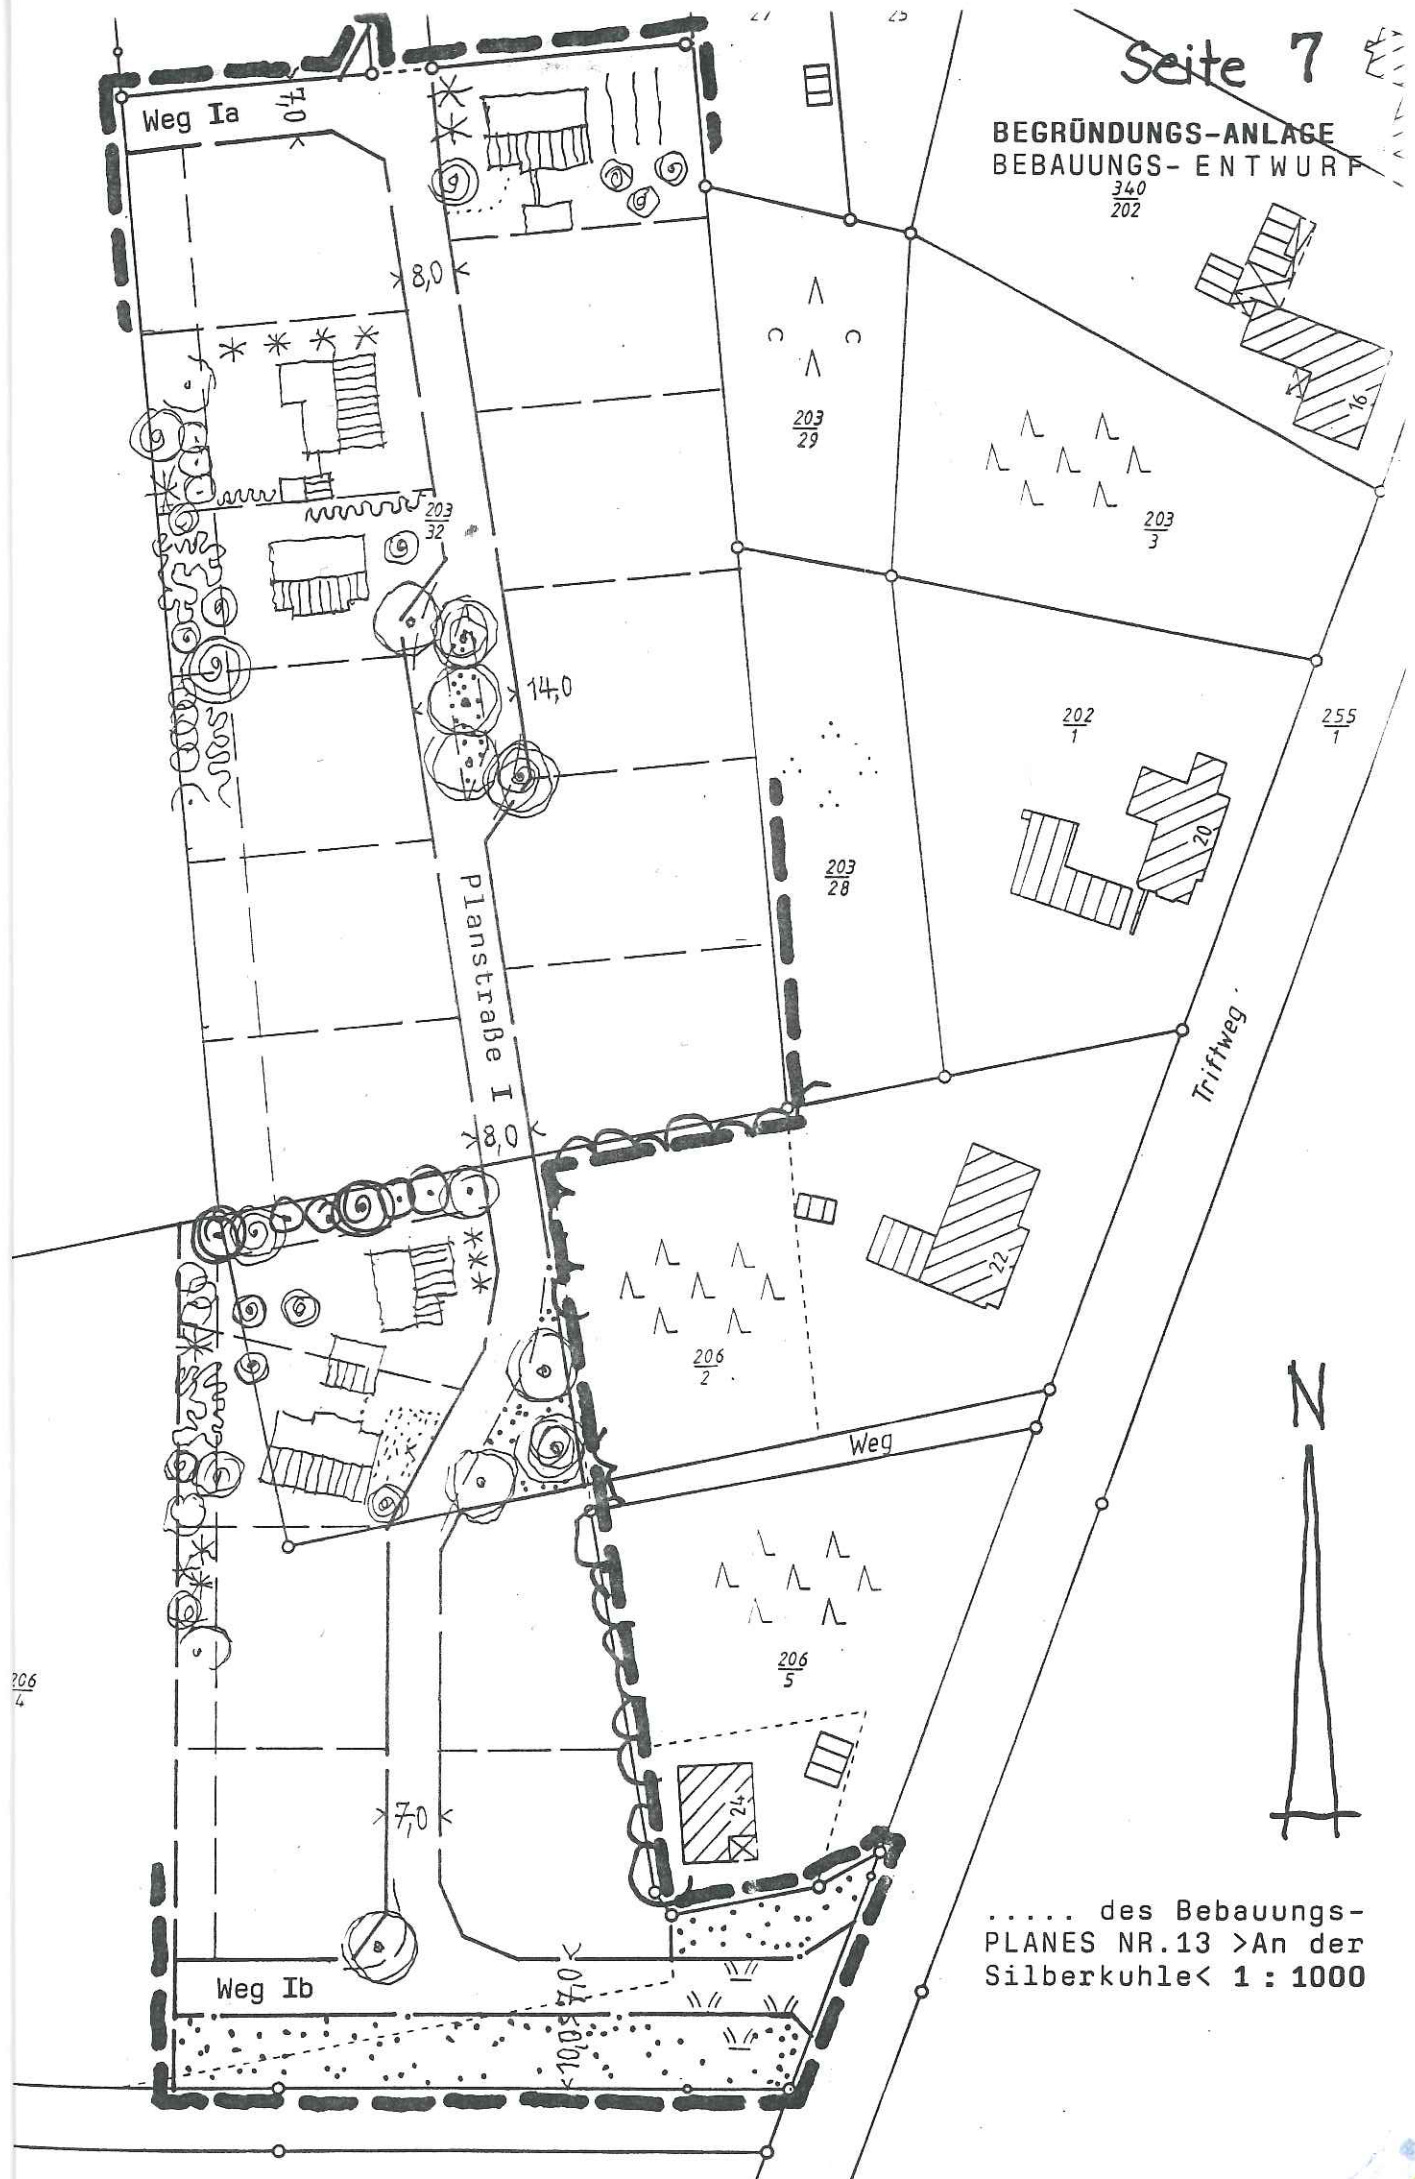 27
25
Seite 7
BEGRÜNDUNGS-ANLAGE
BEBAUUNGS-ENTWURF
340
202
7,0
Weg Ia
8,0
16
203
29
203
3
203
32
14,0
202
1
255
1
20
203
28
Planstraße I
Triftweg
8,0
22
206
2
Weg
N
206
5
206
4
24
7,0
..... des Bebauungs-
PLANES NR.13 >An der
Silberkuhle< 1 : 1000
Weg Ib
7,0
10,0